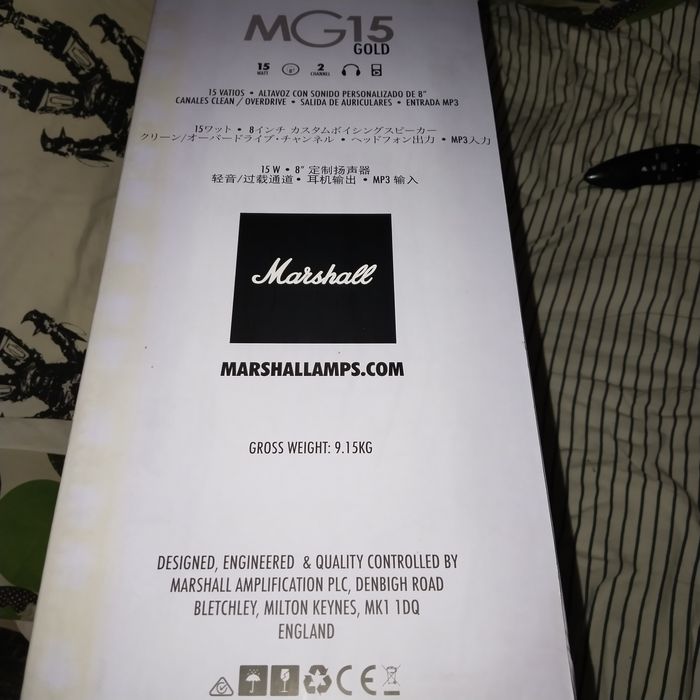 MG15
GOLD
15
WATT
8"
2
CHANNEL
15 VATIOS • ALTAVOZ CON SONIDO PERSONALIZADO DE 8"
CANALES CLEAN / OVERDRIVE • SALIDA DE AURICULARES • ENTRADA MP3
15ワット • 8インチ カスタムボイシングスピーカー
クリーン/オーバードライブ・チャンネル • ヘッドフォン出力 • MP3入力
15 W • 8" 定制扬声器
轻音/过载通道 • 耳机输出 • MP3 输入
Marshall
MARSHALLAMPS.COM
GROSS WEIGHT: 9.15KG
DESIGNED, ENGINEERED & QUALITY CONTROLLED BY
MARSHALL AMPLIFICATION PLC, DENBIGH ROAD
BLETCHLEY, MILTON KEYNES, MK1 1DQ
ENGLAND
CE